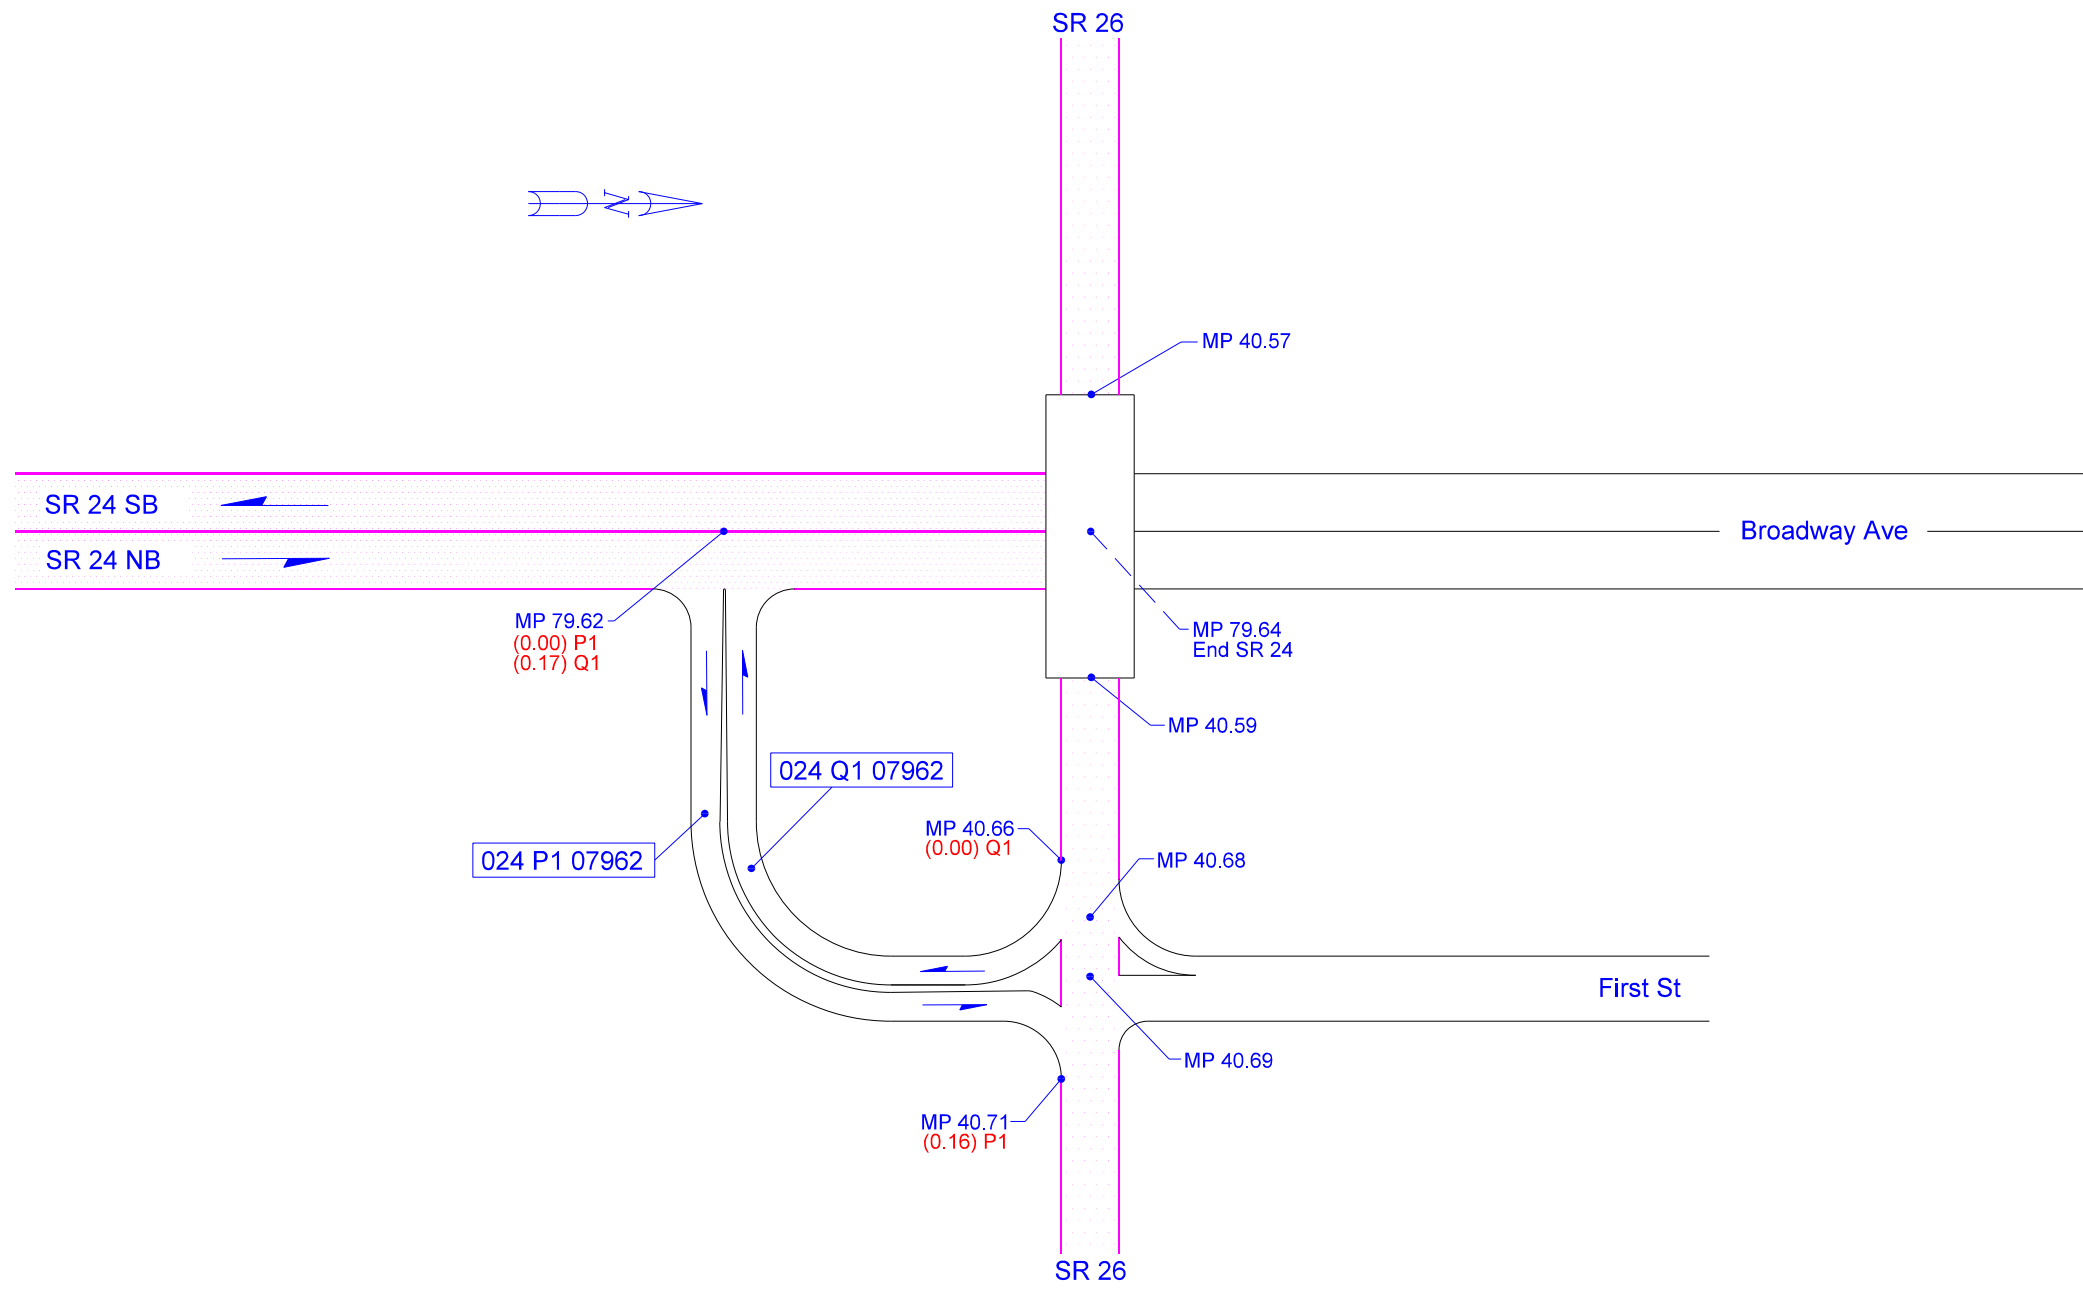 SR 26
N
MP 40.57
SR 24 SB
SR 24 NB
Broadway Ave
MP 79.62
(0.00) P1
(0.17) Q1
MP 79.64
End SR 24
MP 40.59
024 Q1 07962
MP 40.66
(0.00) Q1
024 P1 07962
MP 40.68
First St
MP 40.69
MP 40.71
(0.16) P1
SR 26